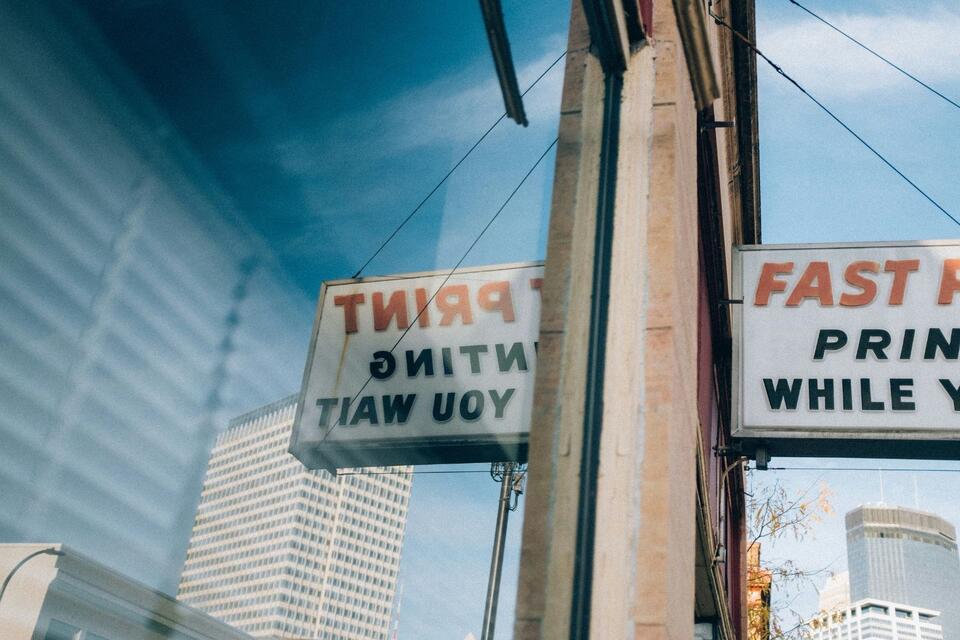 PRINT
NTING
YOU WAIT
FAST P
PRIN
WHILE Y